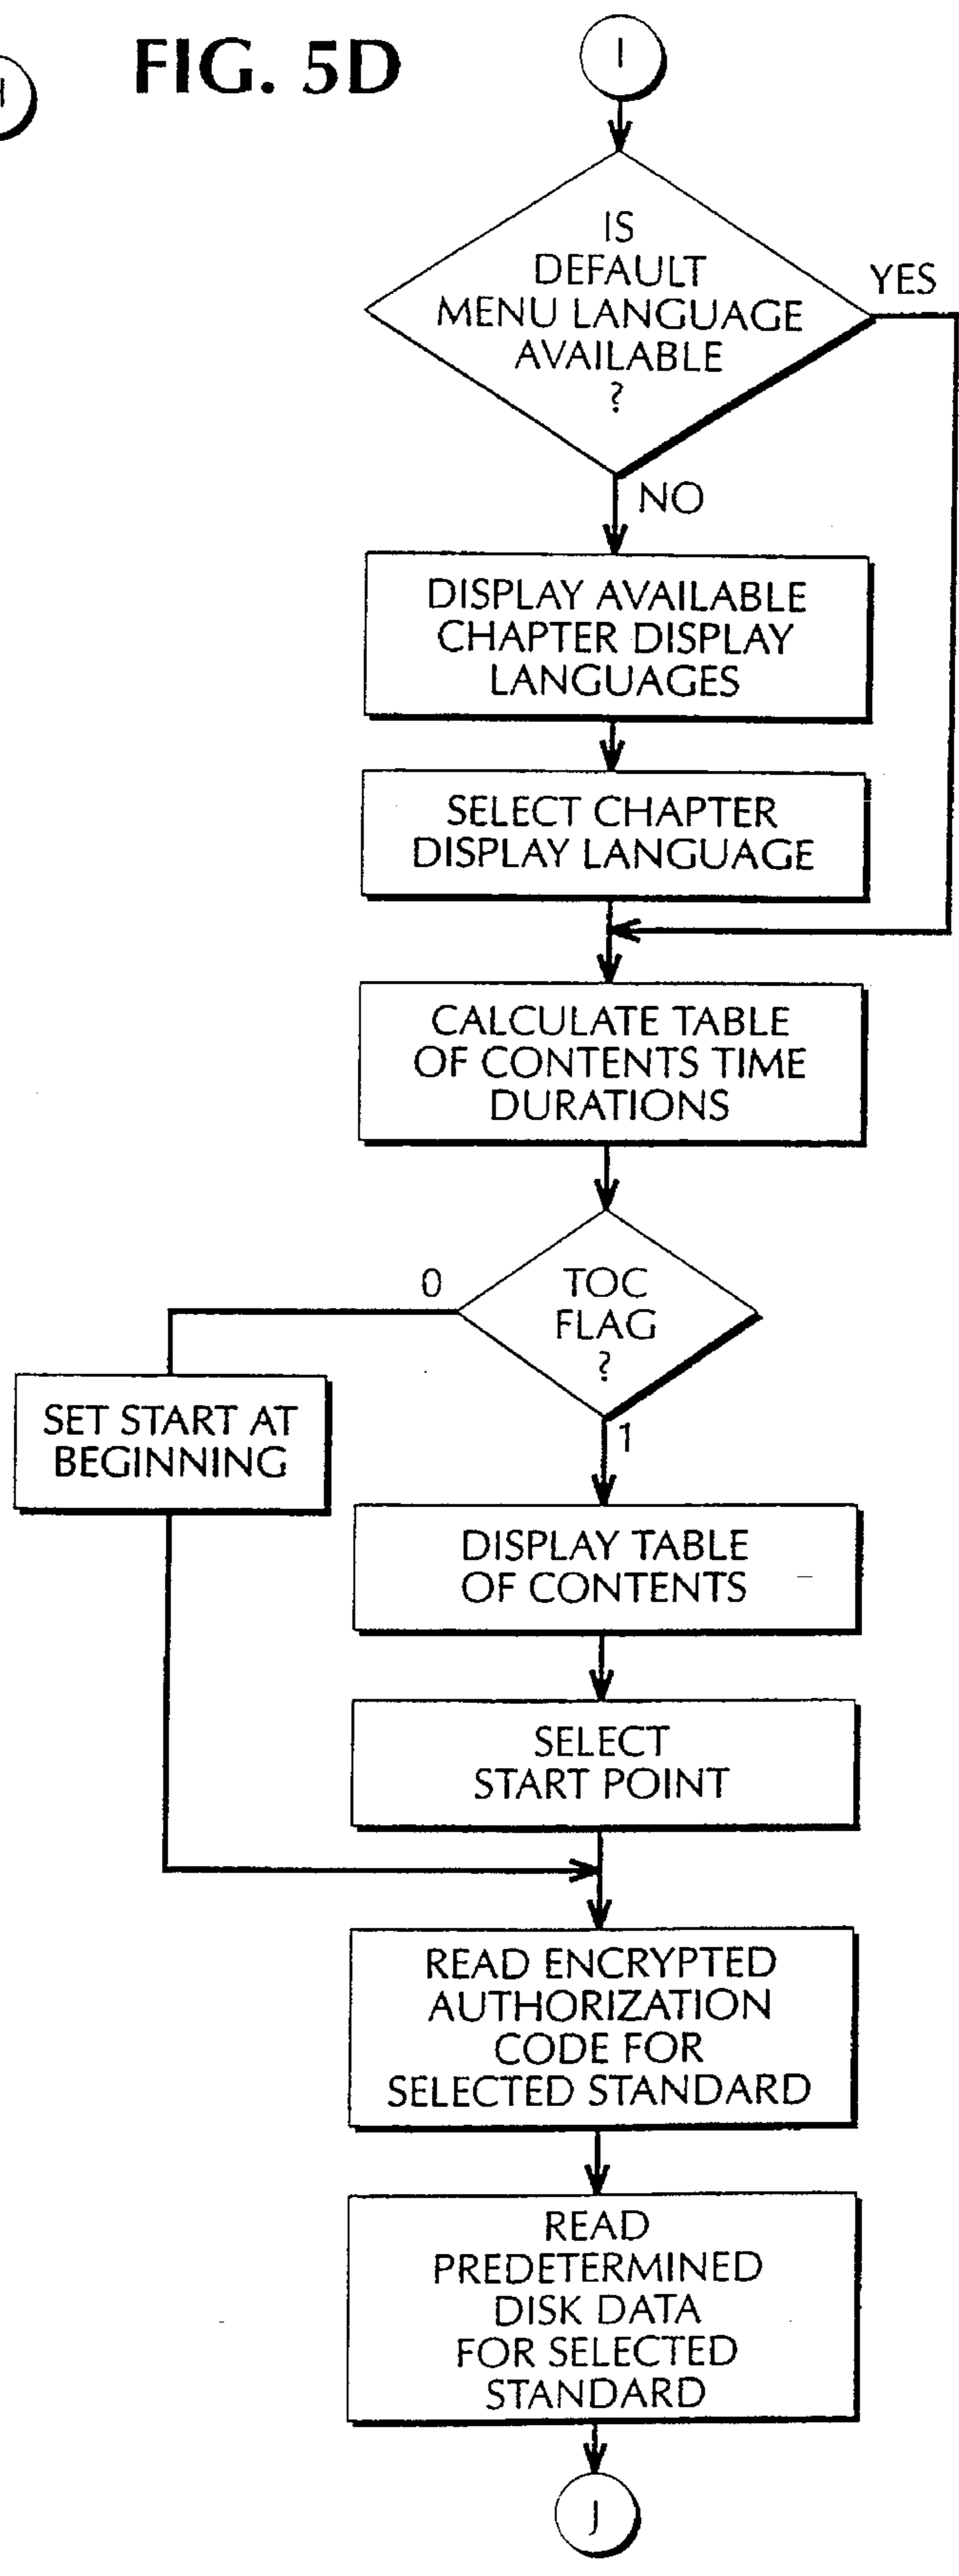 FIG. 5D
I
IS
DEFAULT
MENU LANGUAGE
AVAILABLE
?
YES
NO
DISPLAY AVAILABLE
CHAPTER DISPLAY
LANGUAGES
SELECT CHAPTER
DISPLAY LANGUAGE
CALCULATE TABLE
OF CONTENTS TIME
DURATIONS
0
TOC
FLAG
?
1
SET START AT
BEGINNING
DISPLAY TABLE
OF CONTENTS
SELECT
START POINT
READ ENCRYPTED
AUTHORIZATION
CODE FOR
SELECTED STANDARD
READ
PREDETERMINED
DISK DATA
FOR SELECTED
STANDARD
J